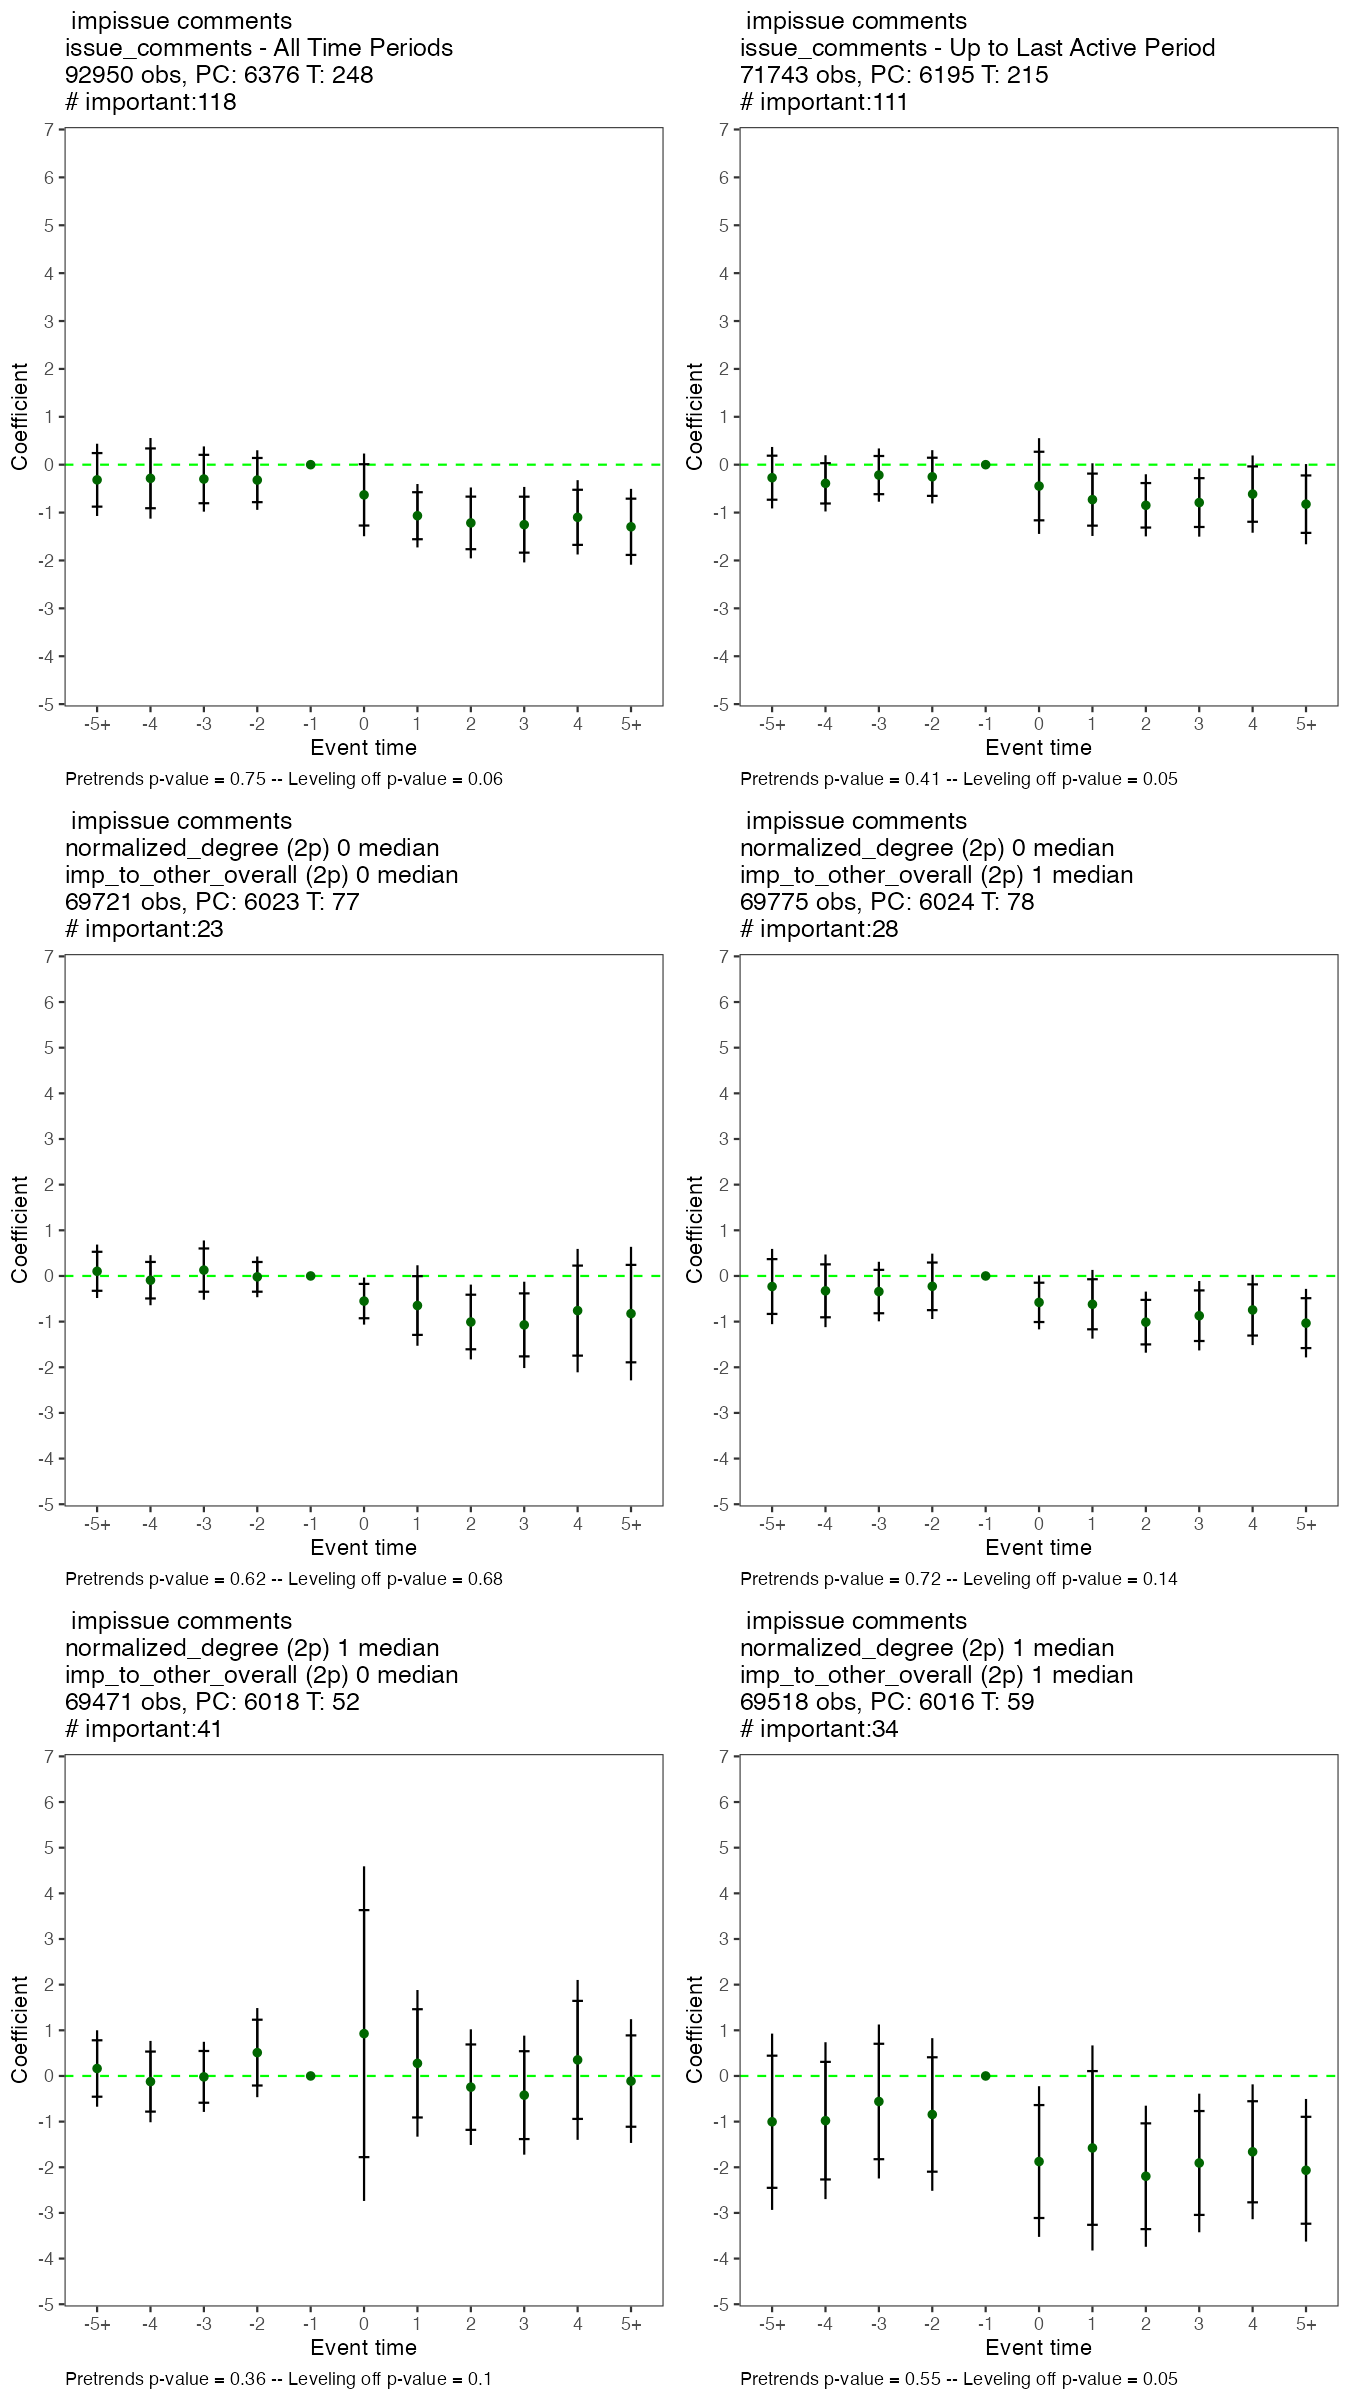 impissue comments
issue_comments - All Time Periods
92950 obs, PC: 6376 T: 248
# important:118
7
6
5
4
3
2
1
0
-1
-2
-3
-4
-5
Coefficient
-5+ -4 -3 -2 -1 0 1 2 3 4 5+
Event time
Pretrends p-value = 0.75 -- Leveling off p-value = 0.06
impissue comments
issue_comments - Up to Last Active Period
71743 obs, PC: 6195 T: 215
# important:111
7
6
5
4
3
2
1
0
-1
-2
-3
-4
-5
Coefficient
-5+ -4 -3 -2 -1 0 1 2 3 4 5+
Event time
Pretrends p-value = 0.41 -- Leveling off p-value = 0.05
impissue comments
normalized_degree (2p) 0 median
imp_to_other_overall (2p) 0 median
69721 obs, PC: 6023 T: 77
# important:23
7
6
5
4
3
2
1
0
-1
-2
-3
-4
-5
Coefficient
-5+ -4 -3 -2 -1 0 1 2 3 4 5+
Event time
Pretrends p-value = 0.62 -- Leveling off p-value = 0.68
impissue comments
normalized_degree (2p) 0 median
imp_to_other_overall (2p) 1 median
69775 obs, PC: 6024 T: 78
# important:28
7
6
5
4
3
2
1
0
-1
-2
-3
-4
-5
Coefficient
-5+ -4 -3 -2 -1 0 1 2 3 4 5+
Event time
Pretrends p-value = 0.72 -- Leveling off p-value = 0.14
impissue comments
normalized_degree (2p) 1 median
imp_to_other_overall (2p) 0 median
69471 obs, PC: 6018 T: 52
# important:41
7
6
5
4
3
2
1
0
-1
-2
-3
-4
-5
Coefficient
-5+ -4 -3 -2 -1 0 1 2 3 4 5+
Event time
Pretrends p-value = 0.36 -- Leveling off p-value = 0.1
impissue comments
normalized_degree (2p) 1 median
imp_to_other_overall (2p) 1 median
69518 obs, PC: 6016 T: 59
# important:34
7
6
5
4
3
2
1
0
-1
-2
-3
-4
-5
Coefficient
-5+ -4 -3 -2 -1 0 1 2 3 4 5+
Event time
Pretrends p-value = 0.55 -- Leveling off p-value = 0.05